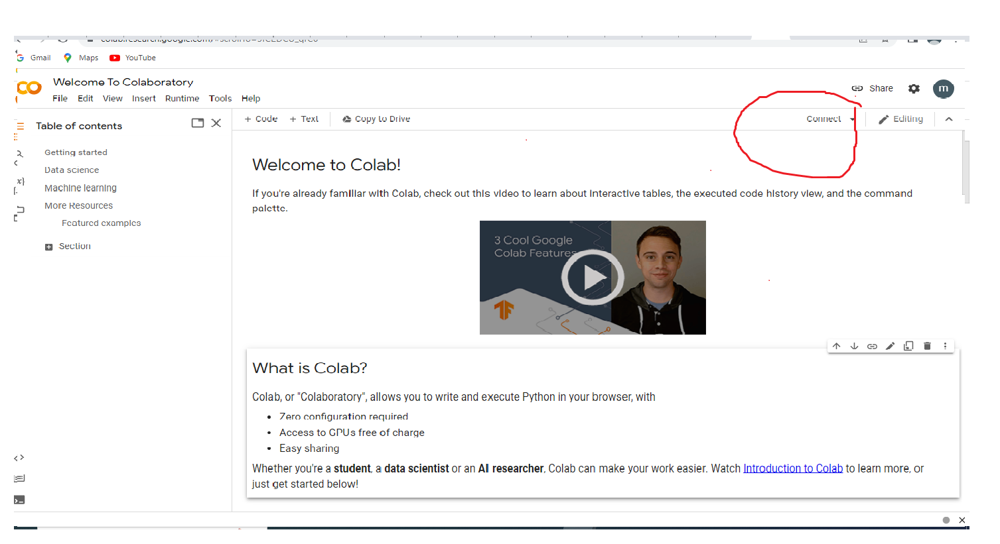 Gmail Maps YouTube
Welcome To Colaboratory
File Edit View Insert Runtime Tools Help
Share
m
Table of contents
+ Code + Text Copy to Drive
Connect
Editing
Getting started
Data science
Machine learning
More Resources
Featured examples
Section
Welcome to Colab!
If you're already familiar with Colab, check out this video to learn about interactive tables, the executed code history view, and the command
palette.
3 Cool Google
Colab Features
What is Colab?
Colab, or "Colaboratory", allows you to write and execute Python in your browser, with
• Zero configuration required
• Access to GPUs free of charge
• Easy sharing
Whether you're a student, a data scientist or an AI researcher, Colab can make your work easier. Watch Introduction to Colab to learn more, or
just get started below!